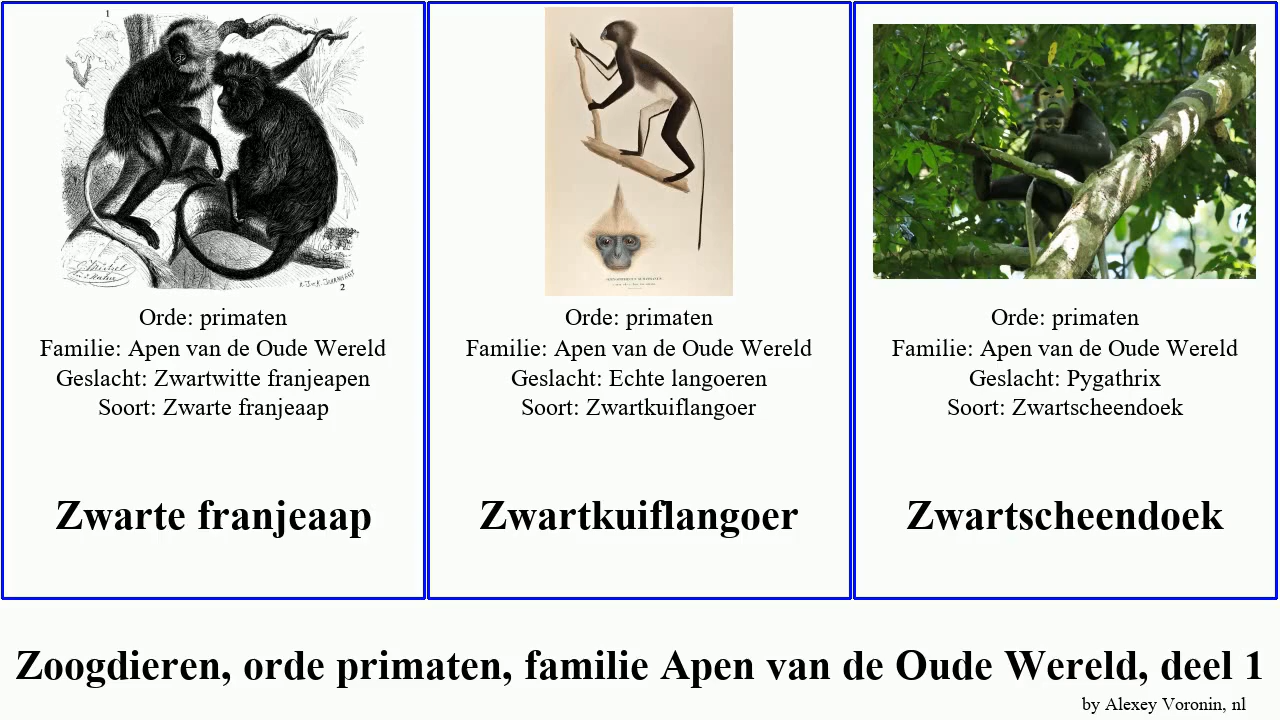 1
2
Orde: primaten
Familie: Apen van de Oude Wereld
Geslacht: Zwartwitte franjeapen
Soort: Zwarte franjeaap
Zwarte franjeaap
Orde: primaten
Familie: Apen van de Oude Wereld
Geslacht: Echte langoeren
Soort: Zwartkuiflangoer
Zwartkuiflangoer
Orde: primaten
Familie: Apen van de Oude Wereld
Geslacht: Pygathrix
Soort: Zwartscheendoek
Zwartscheendoek
Zoogdieren, orde primaten, familie Apen van de Oude Wereld, deel 1
by Alexey Voronin, nl